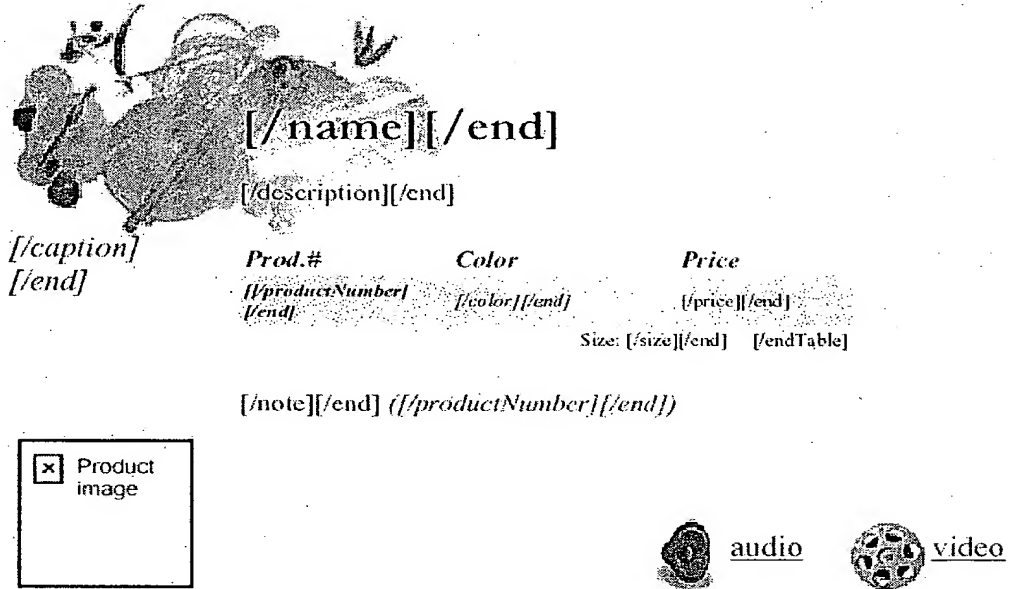 [/name][/end]
[/description][/end]
[/caption]
[/end]
Prod.# Color Price
[/productNumber] [/color][/end] [/price][/end]
[/end]
Size: [/size][/end] [/endTable]
[/note][/end] ([/productNumber][/end])
Product
image
audio video